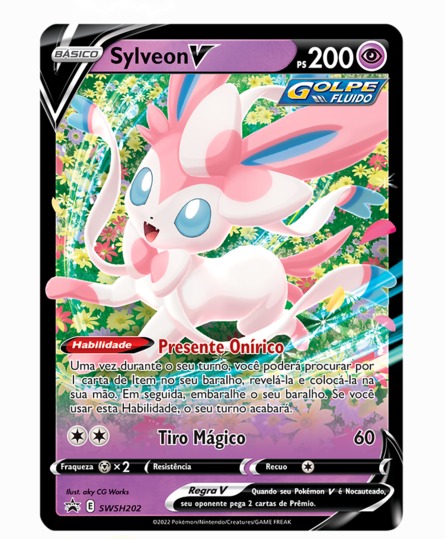 BÁSICO
Sylveon V
PS 200
GOLPE
FLUIDO
Habilidade Presente Onírico
Uma vez durante o seu turno, você poderá procurar por
1 carta de Item no seu baralho, revelá-la e colocá-la na
sua mão. Em seguida, embaralhe o seu baralho. Se você
usar esta Habilidade, o seu turno acabará.
Tiro Mágico 60
Fraqueza ×2 Resistência Recuo
Ilust. aky CG Works
Regra V Quando seu Pokémon V é Nocauteado,
seu oponente pega 2 cartas de Prêmio.
E SWSH202
©2022 Pokémon/Nintendo/Creatures/GAME FREAK